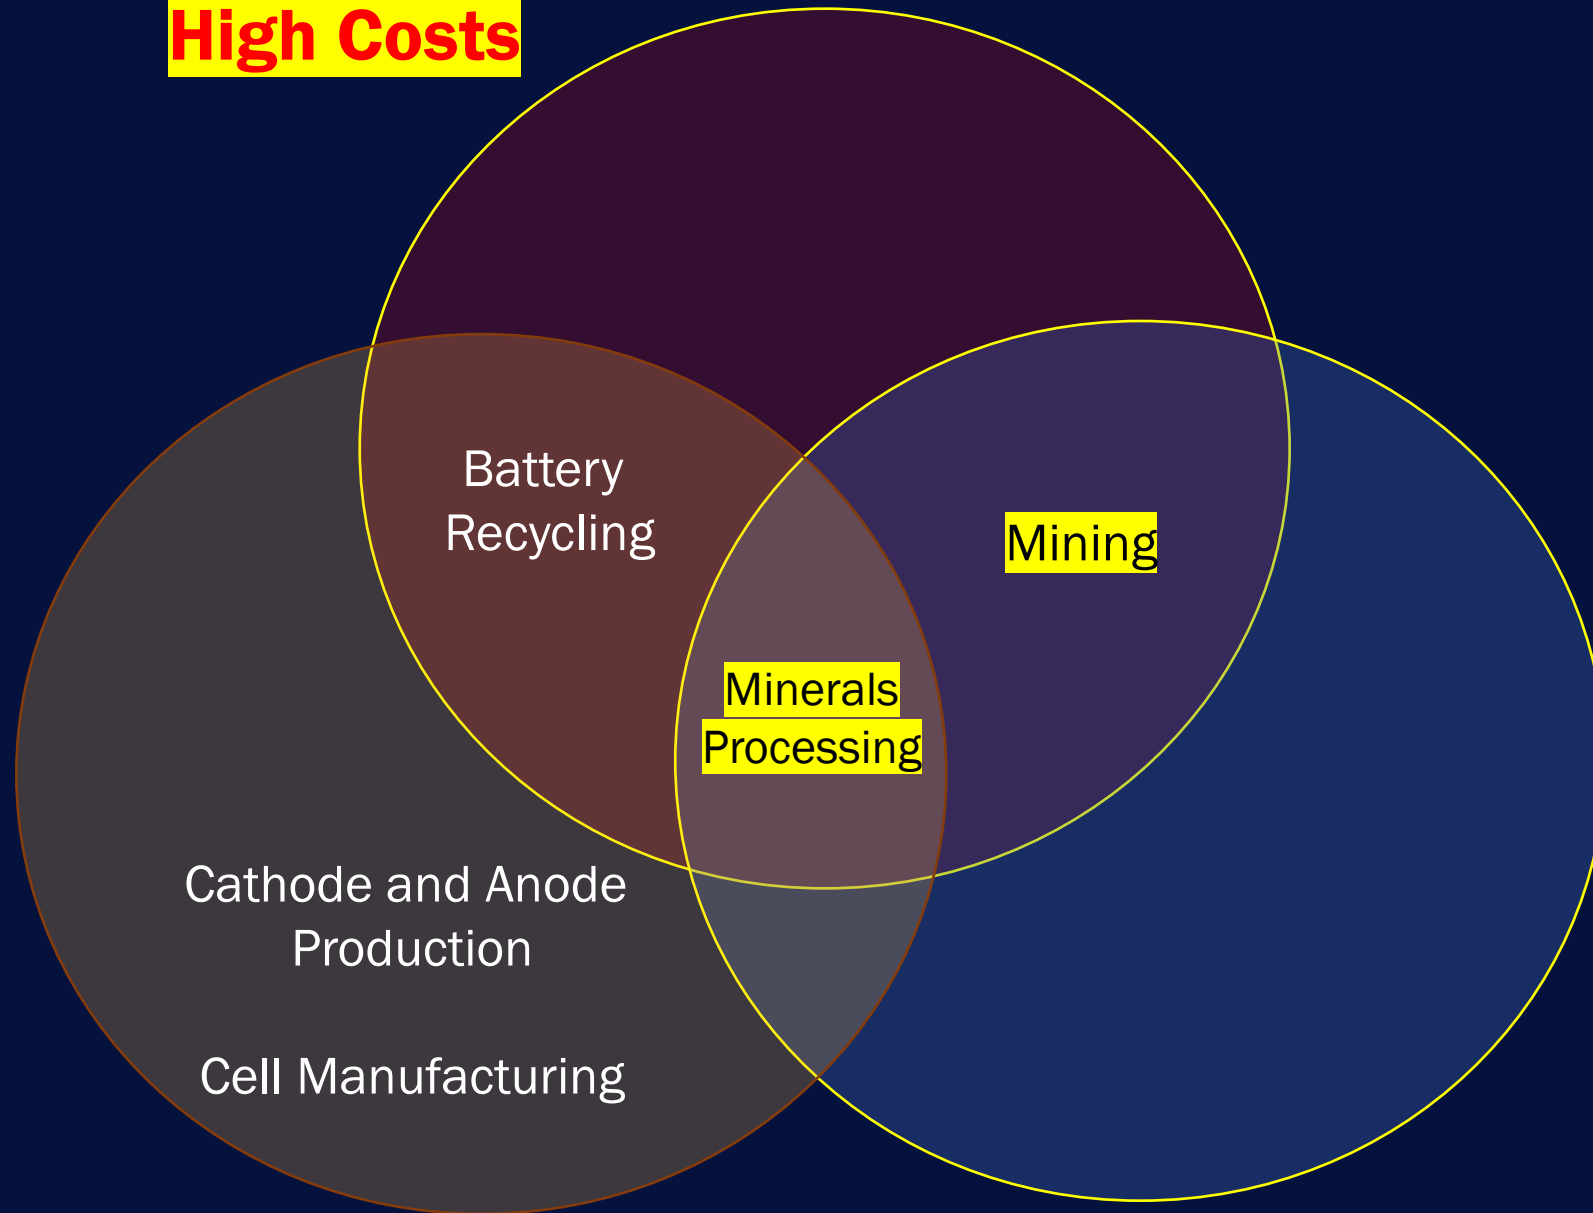 High Costs
Battery
Recycling
Mining
Minerals
Processing
Cathode and Anode
Production
Cell Manufacturing